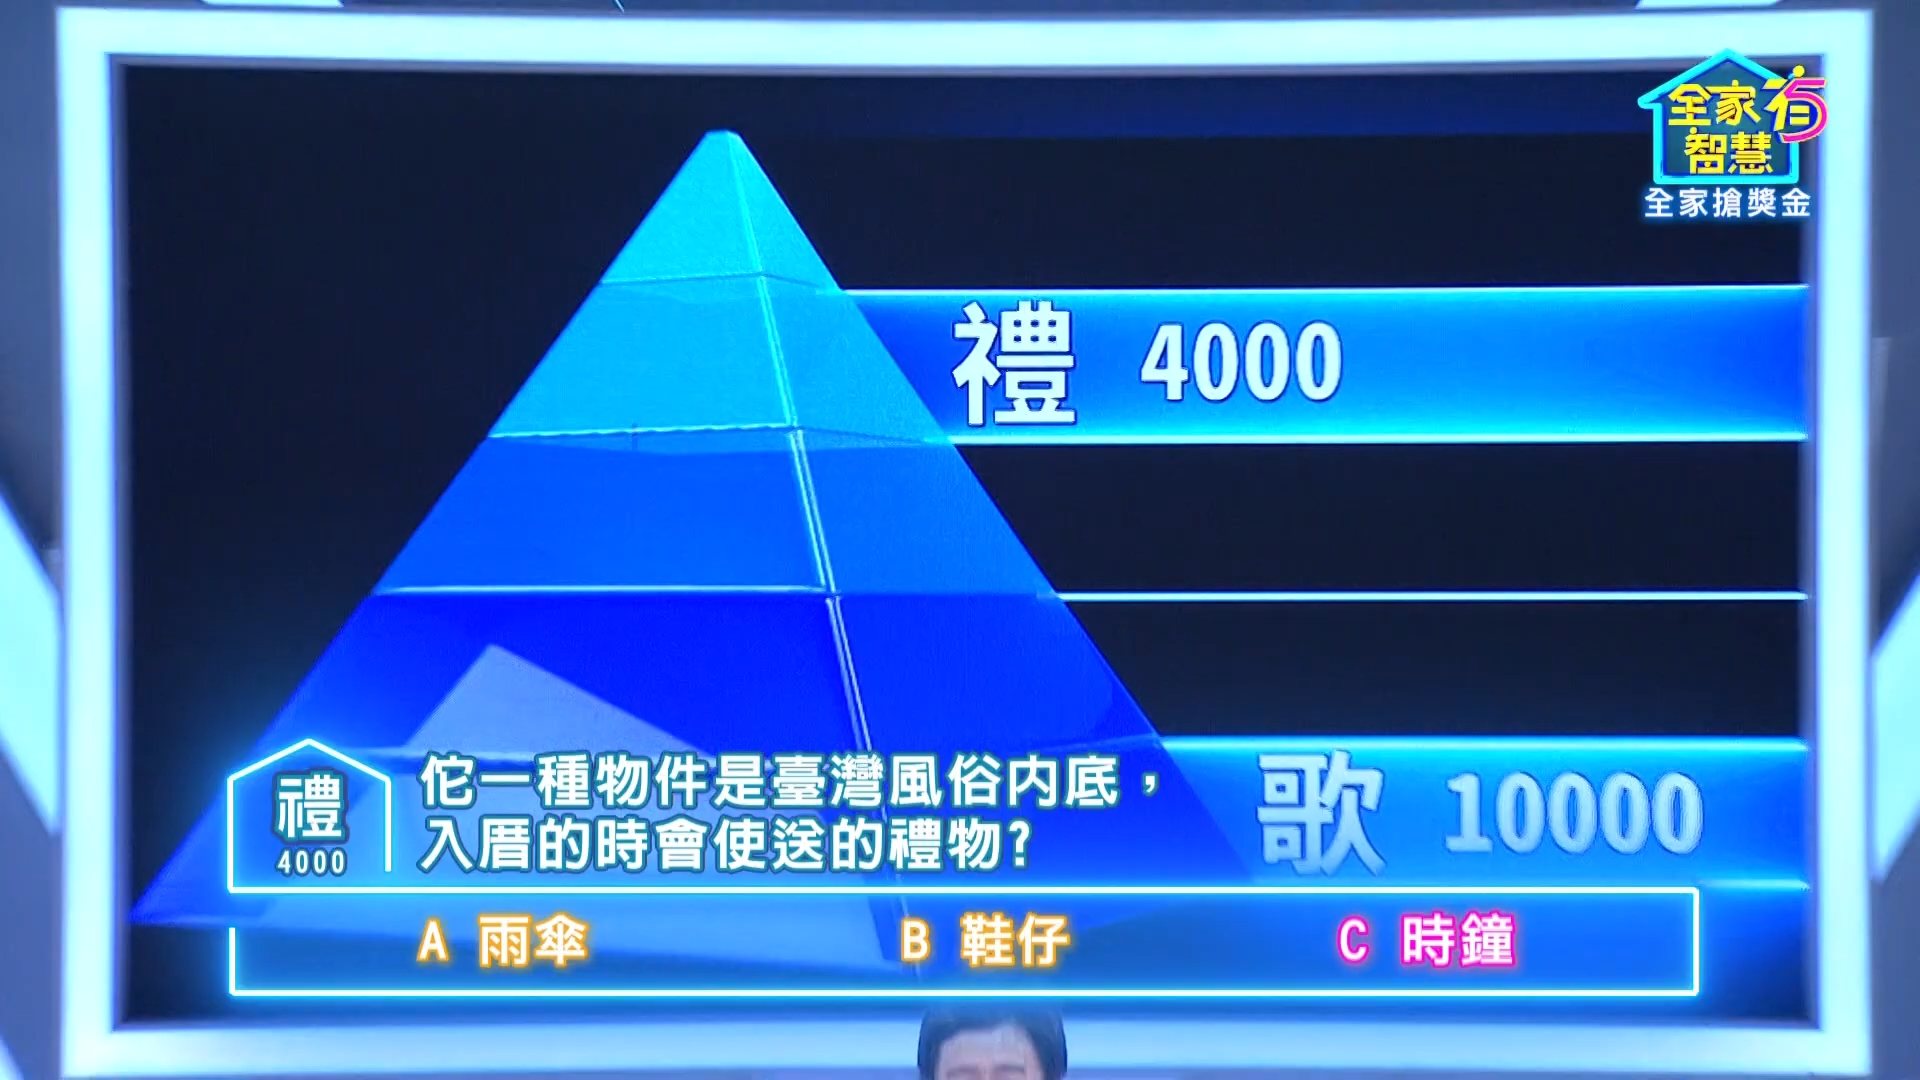 全家有
智慧
全家搶獎金
禮 4000
歌 10000
禮
4000
佗一種物件是臺灣風俗內底，
入厝的時會使送的禮物?
A 雨傘
B 鞋仔
C 時鐘